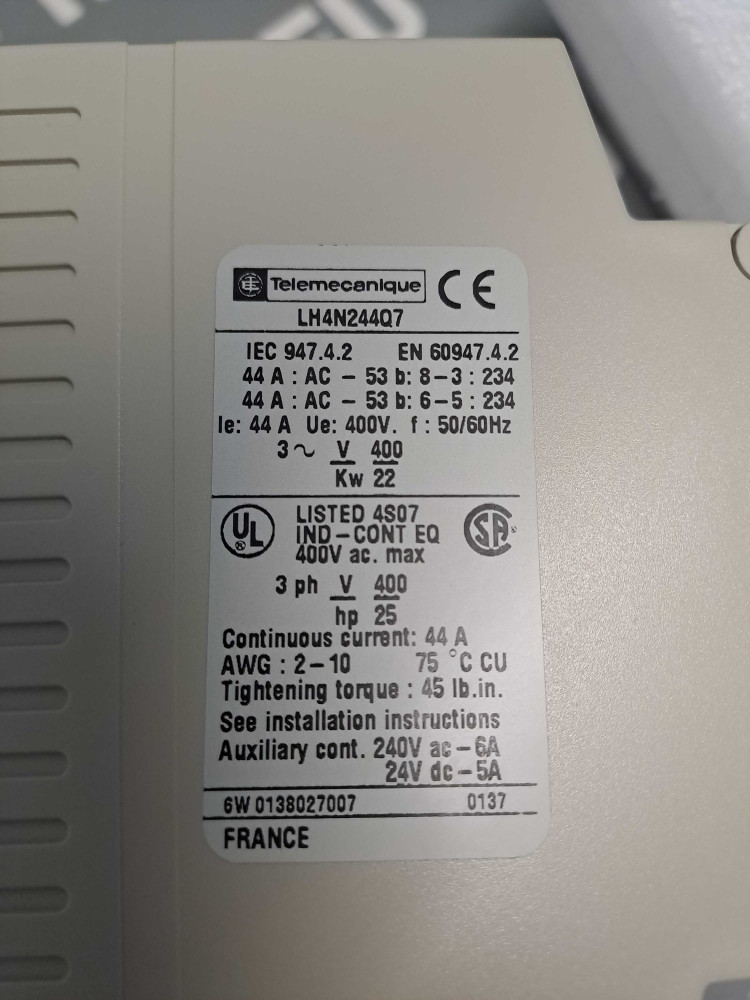 Telemecanique CE
LH4N244Q7
IEC 947.4.2 EN 60947.4.2
44 A : AC - 53 b: 8-3 : 234
44 A : AC - 53 b: 6-5 : 234
Ie: 44 A Ue: 400V. f : 50/60Hz
3~ V 400
Kw 22
UL LISTED 4S07 SA
IND-CONT EQ
400V ac. max
3 ph V 400
hp 25
Continuous current: 44 A
AWG : 2-10 75 °C CU
Tightening torque : 45 lb.in.
See installation instructions
Auxiliary cont. 240V ac-6A
24V dc-5A
6W 0138027007 0137
FRANCE